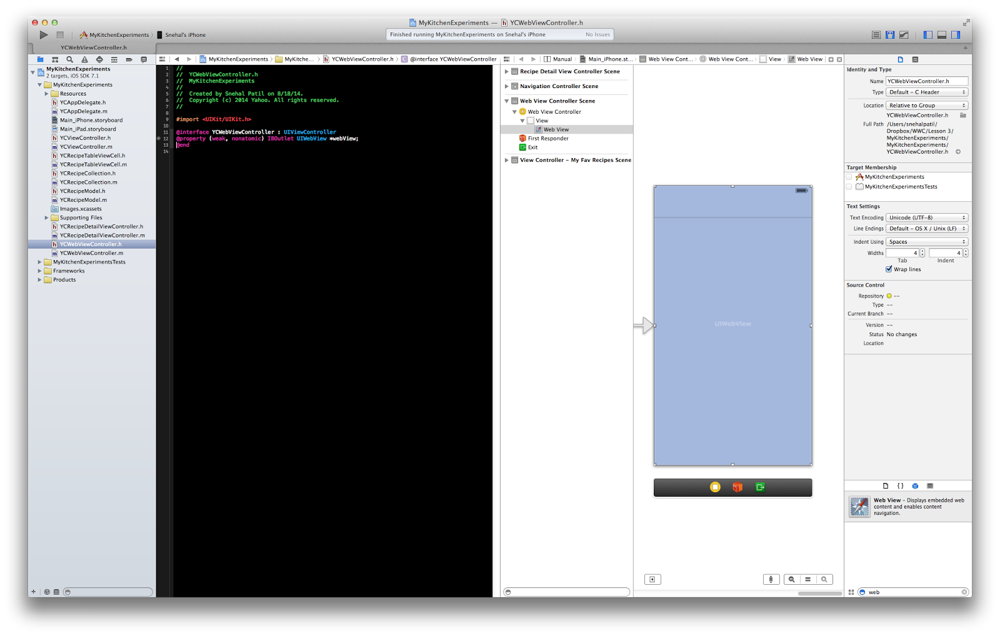 MyKitchenExperiments — YCWebViewController.h
MyKitchenExperiments
Snehal's iPhone
Finished running MyKitchenExperiments on Snehal's iPhone
No Issues
YCWebViewController.h
MyKitchenExperiments
2 targets, iOS SDK 7.1
MyKitchenExperiments
Resources
YCAppDelegate.h
YCAppDelegate.m
Main_iPhone.storyboard
Main_iPad.storyboard
YCViewController.h
YCViewController.m
YCRecipeTableViewCell.h
YCRecipeTableViewCell.m
YCRecipeCollection.h
YCRecipeCollection.m
YCRecipeModel.h
YCRecipeModel.m
Images.xcassets
Supporting Files
YCRecipeDetailViewController.h
YCRecipeDetailViewController.m
YCWebViewController.h
YCWebViewController.m
MyKitchenExperimentsTests
Frameworks
Products
MyKitchenExperiments
MyKitche...
YCWebViewController.h
@interface YCWebViewController
1 //
2 // YCWebViewController.h
3 // MyKitchenExperiments
4 //
5 // Created by Snehal Patil on 8/18/14.
6 // Copyright (c) 2014 Yahoo. All rights reserved.
7 //
8
9 #import <UIKit/UIKit.h>
10
11 @interface YCWebViewController : UIViewController
12 @property (weak, nonatomic) IBOutlet UIWebView *webView;
13 @end
14
Manual
Main_iPhone.st...
Web View Cont...
Web View Cont...
View
Web View
Recipe Detail View Controller Scene
Navigation Controller Scene
Web View Controller Scene
Web View Controller
View
Web View
First Responder
Exit
View Controller – My Fav Recipes Scene
UIWebView
Identity and Type
Name YCWebViewController.h
Type Default – C Header
Location Relative to Group
YCWebViewController.h
Full Path /Users/snehalpatil/
Dropbox/WWC/Lesson 3/
MyKitchenExperiments/
MyKitchenExperiments/
YCWebViewController.h
Target Membership
MyKitchenExperiments
MyKitchenExperimentsTests
Text Settings
Text Encoding Unicode (UTF-8)
Line Endings Default – OS X / Unix (LF)
Indent Using Spaces
Widths 4 4
Tab Indent
Wrap lines
Source Control
Repository --
Type --
Current Branch --
Version --
Status No changes
Location
{ }
Web View – Displays embedded web
content and enables content
navigation.
web